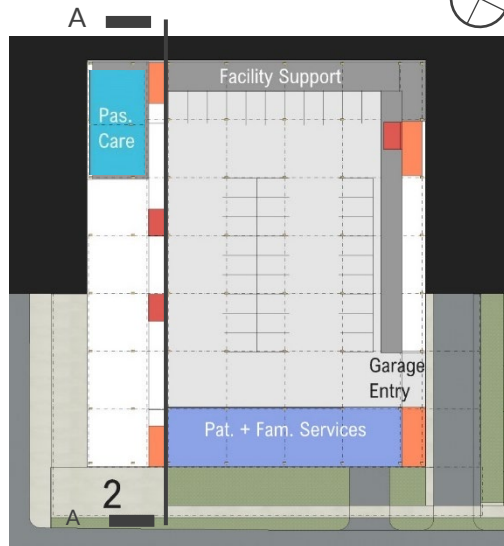 A
Facility Support
Pas.
Care
Garage
Entry
Pat. + Fam. Services
2
A